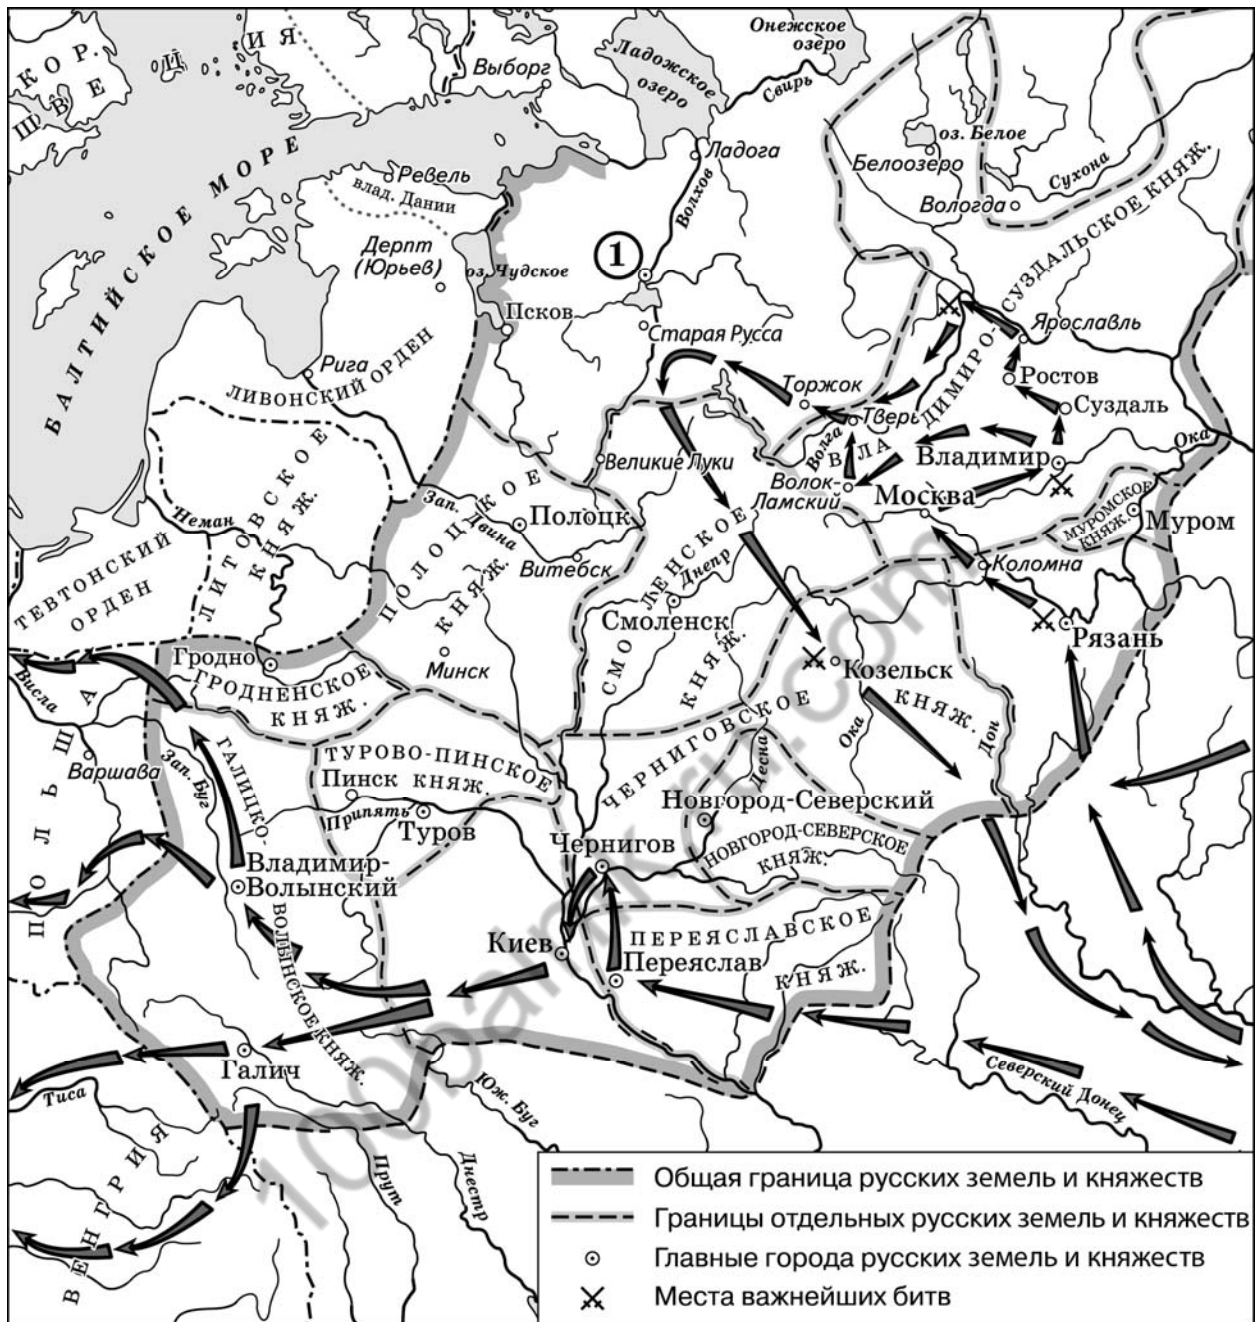 ШВЕЦИЯ
КОР.
Выборг
Ладожское
озеро
Онежское
озеро
Свирь
БАЛТИЙСКОЕ МОРЕ
Ревель
влад. Дании
Дерпт
(Юрьев)
оз. Чудское
Псков
Ладога
Волхов
1
Старая Русса
оз. Белое
Белоозеро
Вологда
Сухона
ВЛАДИМИРО-СУЗДАЛЬСКОЕ КНЯЖ.
Ярославль
Ростов
Суздаль
Торжок
Тверь
Волга
Владимир
Ока
Волок-
Ламский
Москва
МУРОМСКОЕ
КНЯЖ.
Муром
Коломна
Рязань
Рига
ЛИВОНСКИЙ ОРДЕН
Великие Луки
ЛИТОВСКОЕ
КНЯЖ.
Неман
ТЕВТОНСКИЙ
ОРДЕН
ПОЛОЦКОЕ
КНЯЖ.
Зап. Двина
Полоцк
Витебск
СМОЛЕНСКОЕ
КНЯЖ.
Днепр
Смоленск
Минск
Гродно
ГРОДНЕНСКОЕ
КНЯЖ.
Козельск
ЧЕРНИГОВСКОЕ
КНЯЖ.
Ока
Дон
Десна
Висла
Варшава
ПОЛЬША
Зап. Буг
ГАЛИЦКО-
ВОЛЫНСКОЕ КНЯЖ.
ТУРОВО-ПИНСКОЕ
КНЯЖ.
Пинск
Припять
Туров
Новгород-Северский
НОВГОРОД-СЕВЕРСКОЕ
КНЯЖ.
Чернигов
Владимир-
Волынский
Киев
ПЕРЕЯСЛАВСКОЕ
КНЯЖ.
Переяслав
Галич
Тиса
ВЕНГРИЯ
Юж. Буг
Прут
Днестр
Северский Донец
100balnik.ru.com
Общая граница русских земель и княжеств
Границы отдельных русских земель и княжеств
Главные города русских земель и княжеств
Места важнейших битв